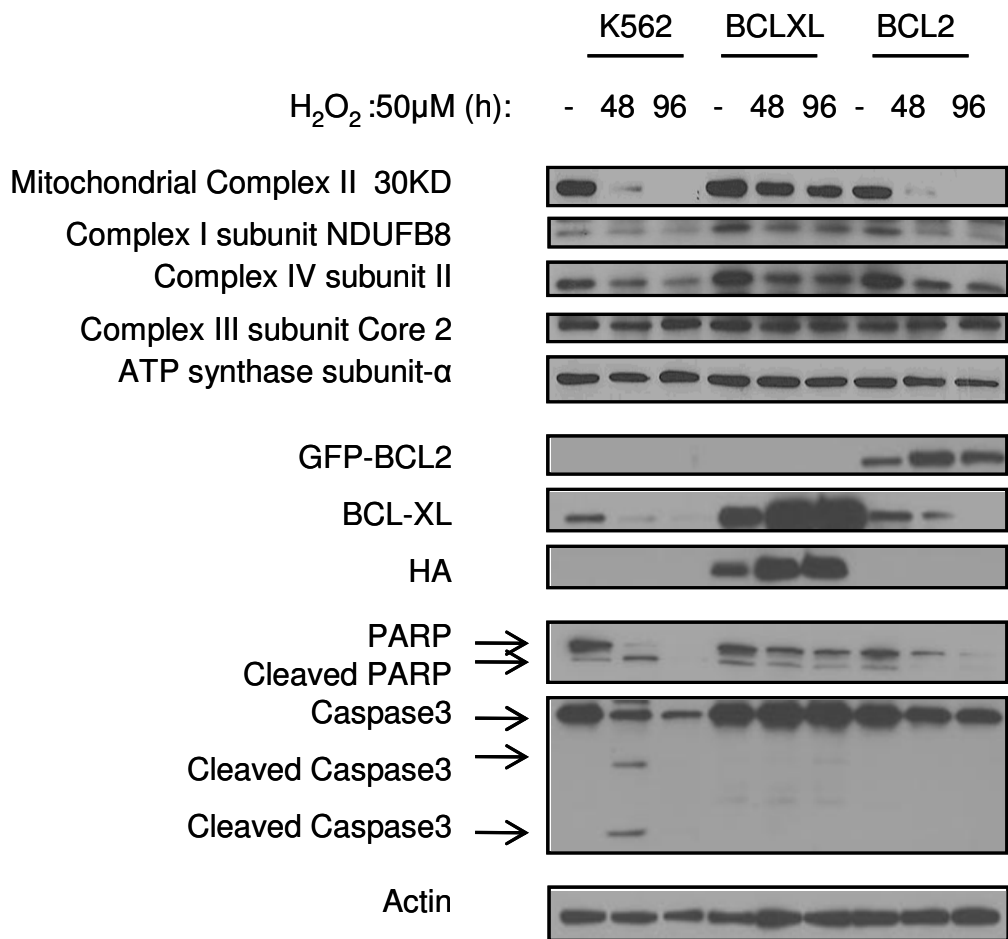 K562 BCLXL BCL2
H₂O₂ :50µM (h): - 48 96 - 48 96 - 48 96
Mitochondrial Complex II 30KD
Complex I subunit NDUFB8
Complex IV subunit II
Complex III subunit Core 2
ATP synthase subunit-α
GFP-BCL2
BCL-XL
HA
PARP
Cleaved PARP
Caspase3
Cleaved Caspase3
Cleaved Caspase3
Actin